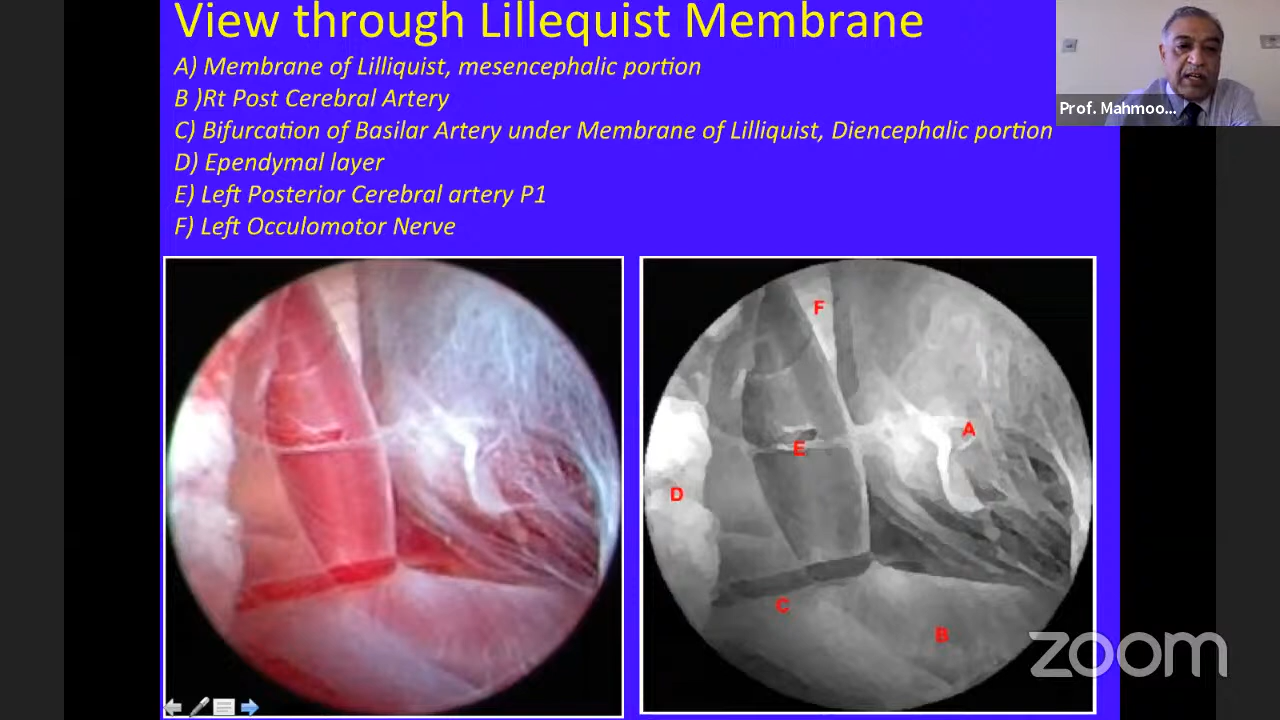 View through Lillequist Membrane
A) Membrane of Lilliquist, mesencephalic portion
B )Rt Post Cerebral Artery
C) Bifurcation of Basilar Artery under Membrane of Lilliquist, Diencephalic portion
D) Ependymal layer
E) Left Posterior Cerebral artery P1
F) Left Occulomotor Nerve
Prof. Mahmoo...
F
A
E
D
C
B
zoom